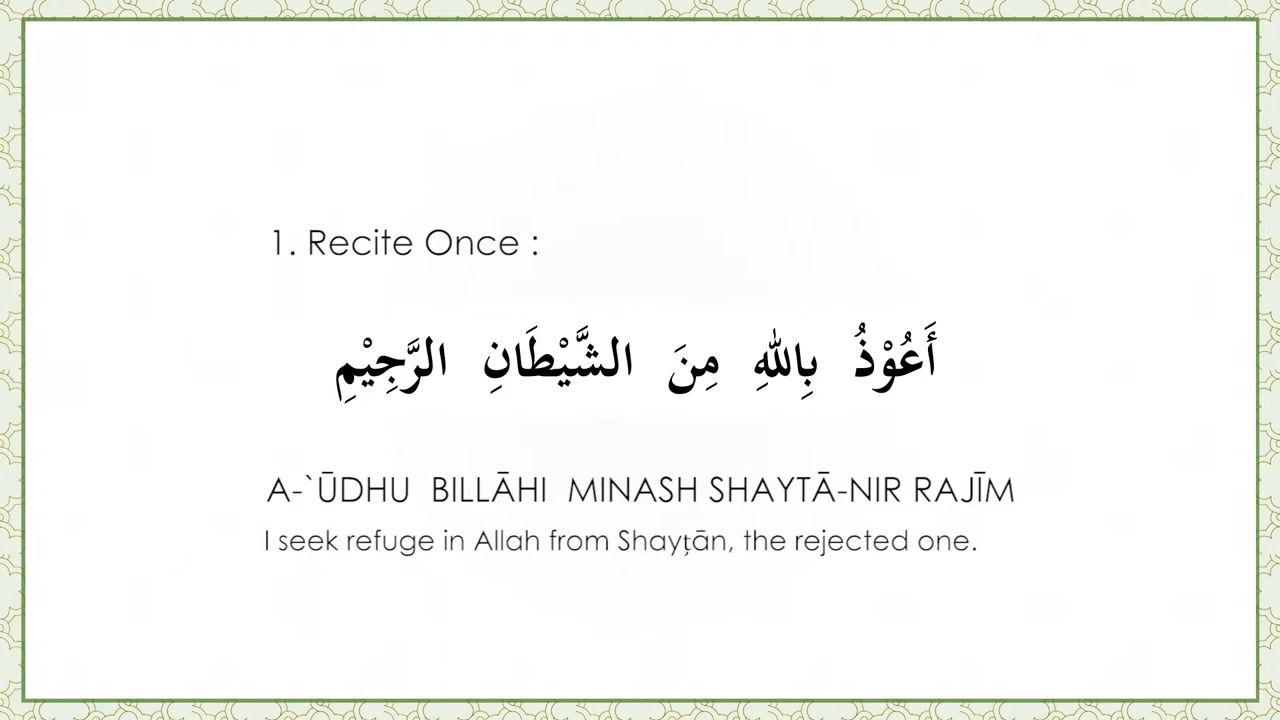 1. Recite Once :
أَعُوْذُ بِاللهِ مِنَ الشَّيْطَانِ الرَّجِيْمِ
A-`ŪDHU BILLĀHI MINASH SHAYTĀ-NIR RAJĪM
I seek refuge in Allah from Shayţān, the rejected one.